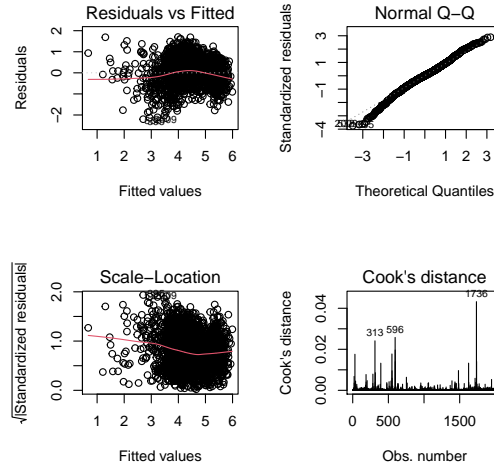 Residuals vs Fitted
Residuals
−2
0
2
1 2 3 4 5 6
Fitted values
Normal Q−Q
Standardized residuals
−4
−1
1
3
−3 −1 1 2 3
Theoretical Quantiles
Scale−Location
√|Standardized residuals|
0.0
1.0
2.0
1 2 3 4 5 6
Fitted values
Cook's distance
Cook's distance
0.00
0.02
0.04
313
596
1736
0 500 1500
Obs. number